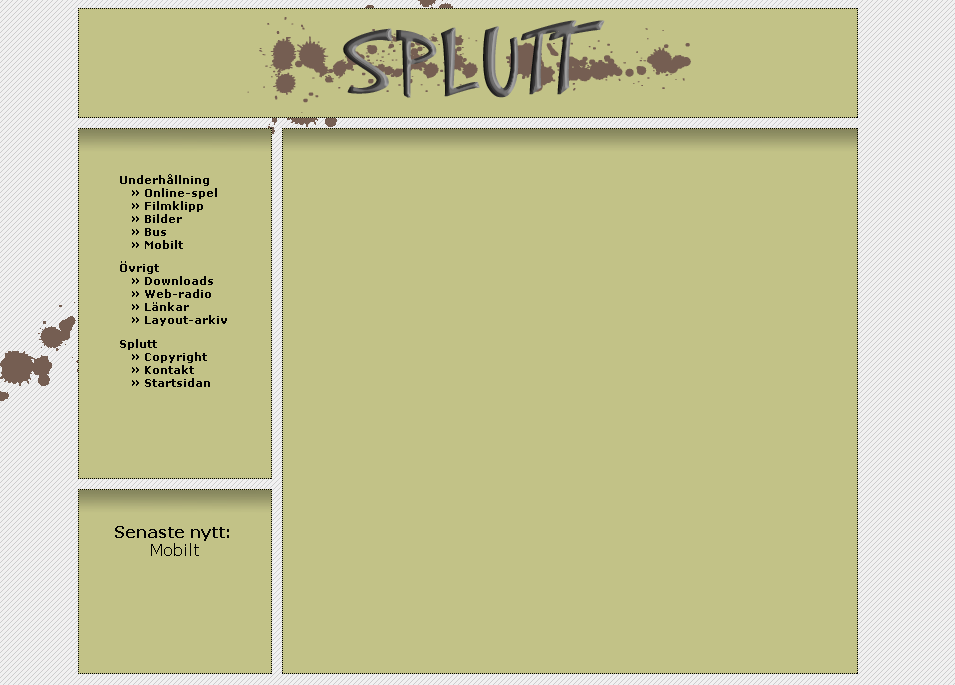 SPLUTT
Underhållning
» Online-spel
» Filmklipp
» Bilder
» Bus
» Mobilt
Övrigt
» Downloads
» Web-radio
» Länkar
» Layout-arkiv
Splutt
» Copyright
» Kontakt
» Startsidan
Senaste nytt:
Mobilt